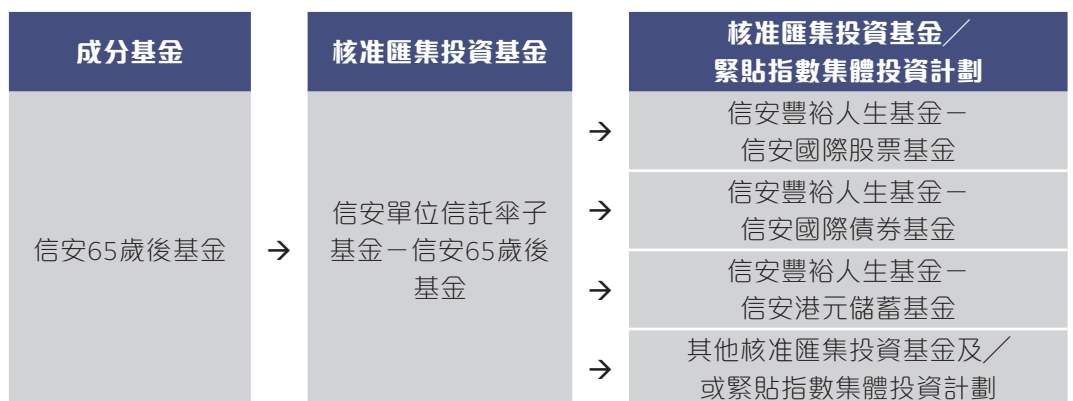 成分基金
核准匯集投資基金
核准匯集投資基金╱
緊貼指數集體投資計劃
信安65歲後基金
→
信安單位信託傘子
基金－信安65歲後
基金
→
信安豐裕人生基金－
信安國際股票基金
→
信安豐裕人生基金－
信安國際債券基金
→
信安豐裕人生基金－
信安港元儲蓄基金
→
其他核准匯集投資基金及╱
或緊貼指數集體投資計劃